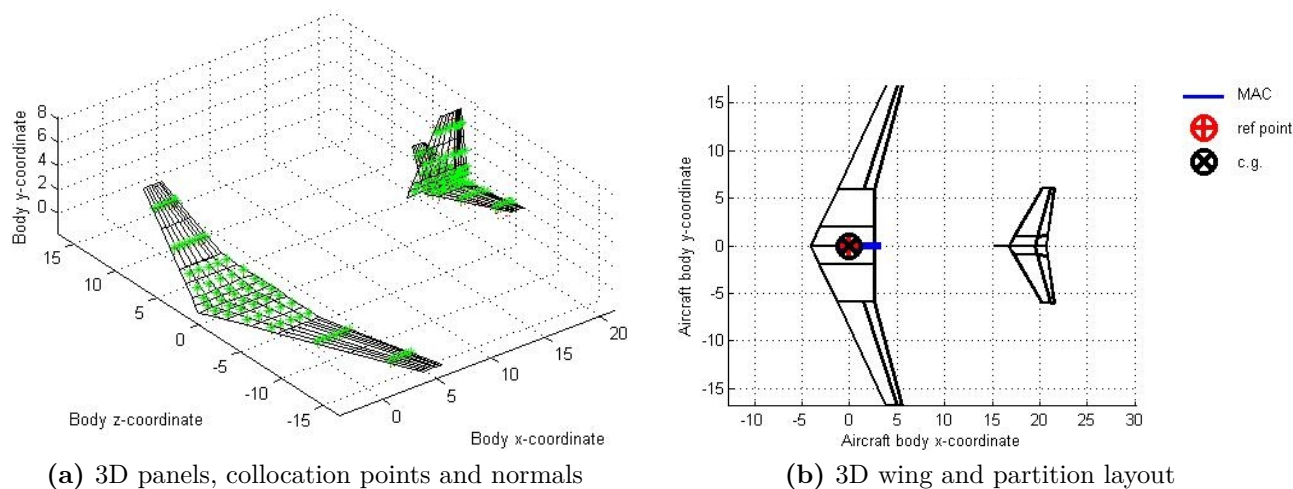 8
6
4
2
0
Body y-coordinate
15
10
5
0
-5
-10
-15
Body z-coordinate
0
5
10
15
20
Body x-coordinate
(a) 3D panels, collocation points and normals
15
10
5
0
-5
-10
-15
Aircraft body y-coordinate
-10 -5 0 5 10 15 20 25 30
Aircraft body x-coordinate
MAC
ref point
c.g.
(b) 3D wing and partition layout